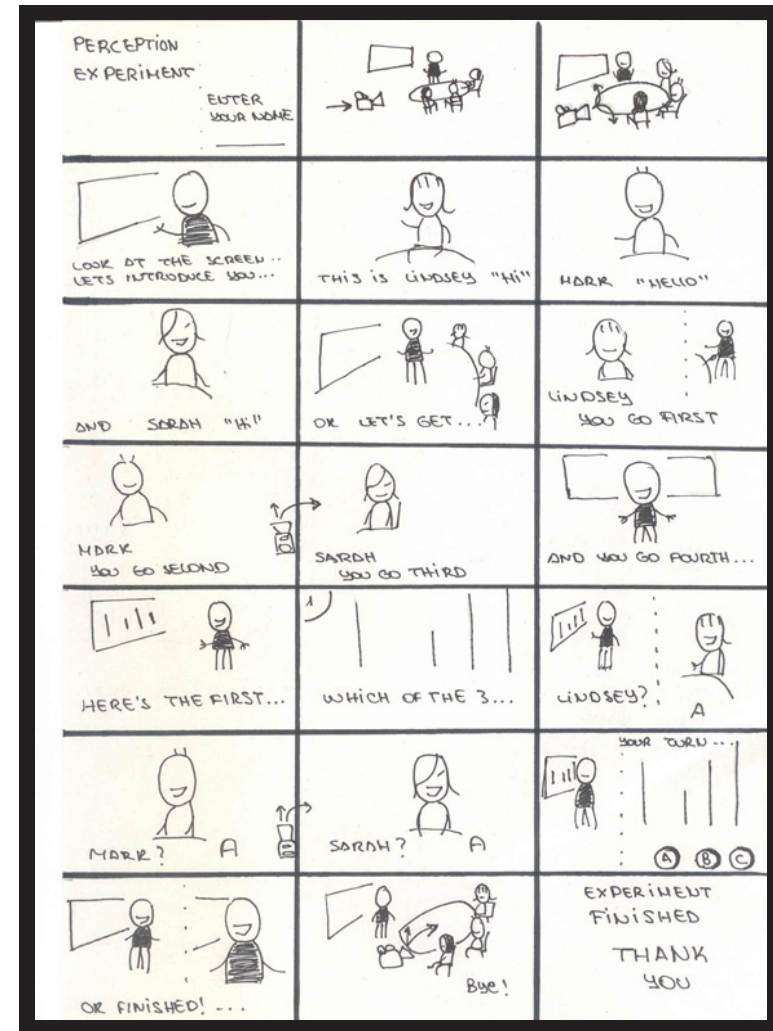 PERCEPTION
EXPERIMENT
ENTER
YOUR NAME
LOOK AT THE SCREEN..
LETS INTRODUCE YOU...
THIS IS LINDSEY "Hi"
MARK "HELLO"
AND SARAH "Hi"
OK LET'S GET...
LINDSEY
YOU GO FIRST
MARK
YOU GO SECOND
SARAH
YOU GO THIRD
AND YOU GO FOURTH...
HERE'S THE FIRST...
1
WHICH OF THE 3...
LINDSEY?
A
MARK? A
SARAH? A
YOUR TURN...
A B C
OK FINISHED!....
Bye!
EXPERIMENT
FINISHED
THANK
YOU